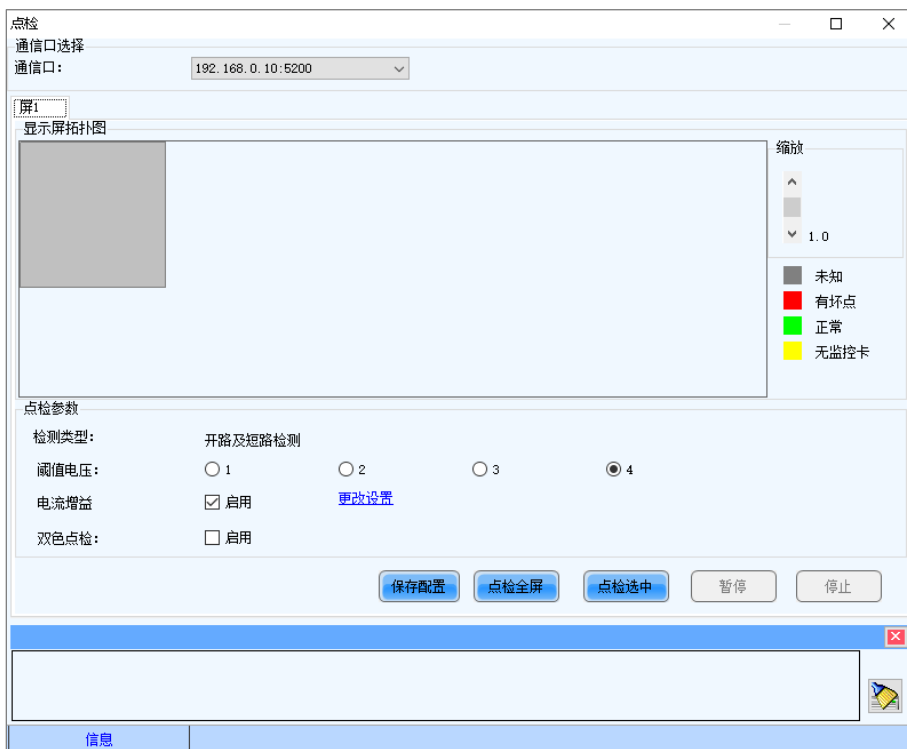 点检
通信口选择
通信口: 192.168.0.10:5200
屏1
显示屏拓扑图
缩放
1.0
未知
有坏点
正常
无监控卡
点检参数
检测类型: 开路及短路检测
阈值电压: 1 2 3 4
电流增益 启用 更改设置
双色点检: 启用
保存配置 点检全屏 点检选中 暂停 停止
信息